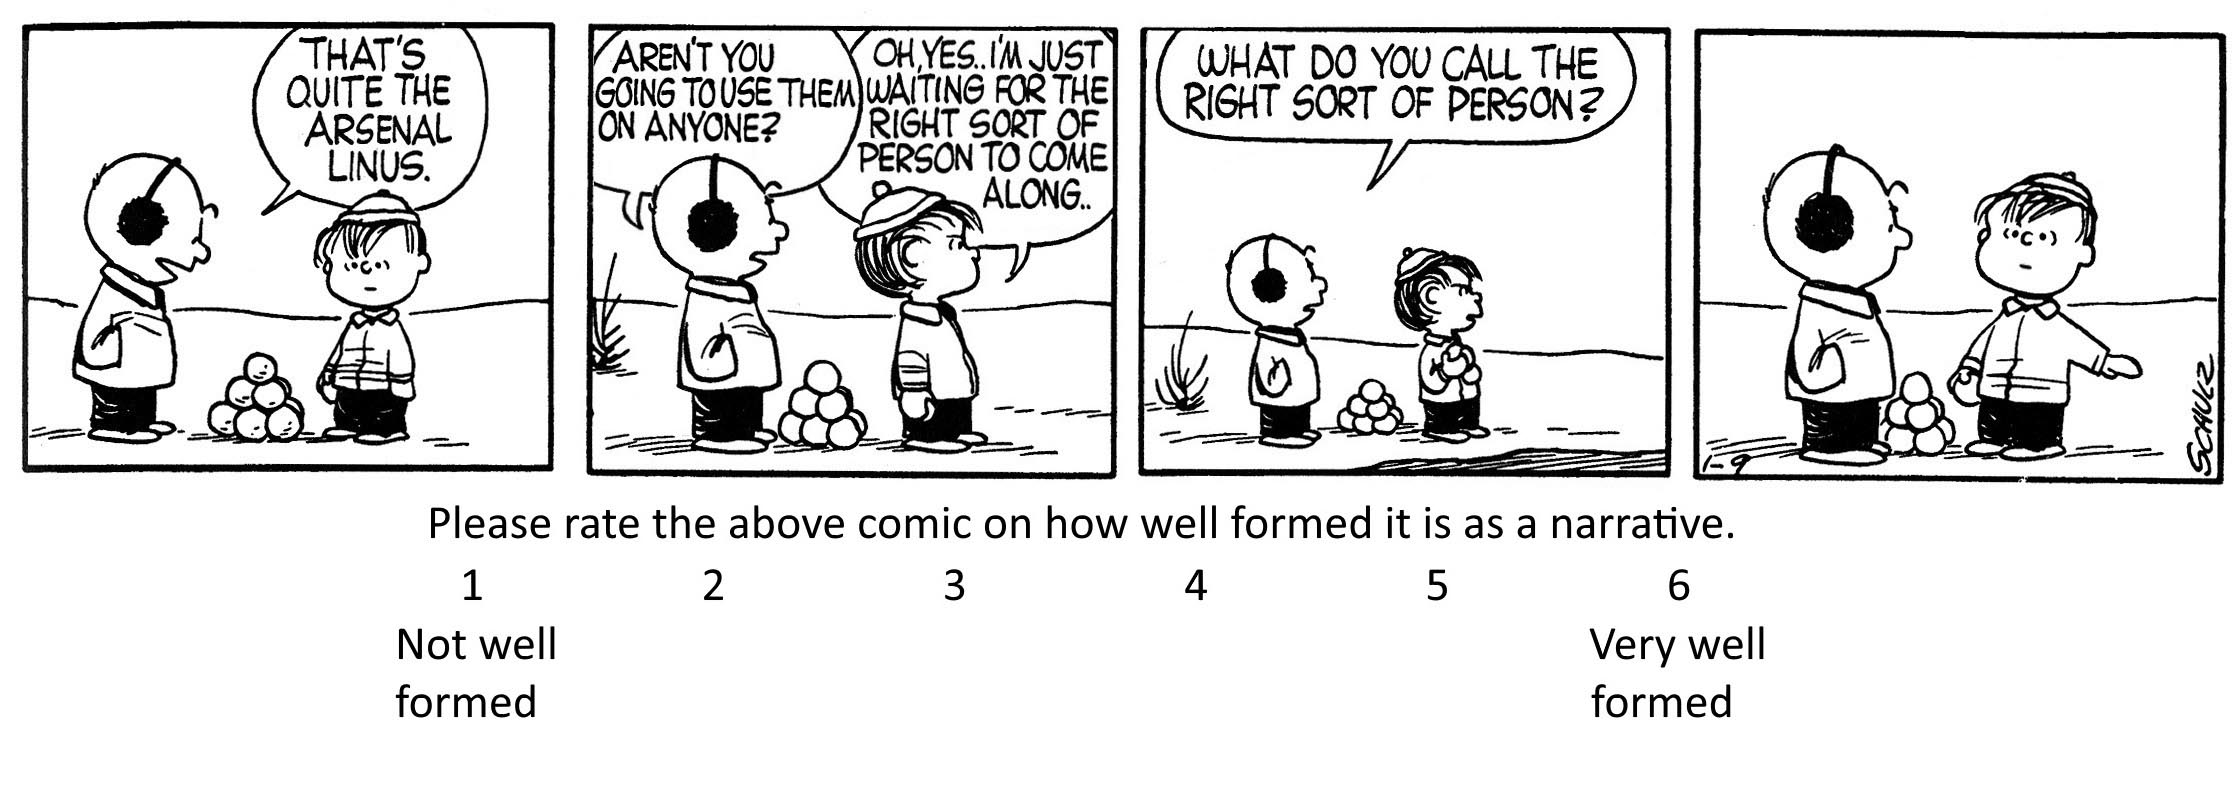 THAT'S
QUITE THE
ARSENAL
LINUS.
AREN'T YOU
GOING TO USE THEM
ON ANYONE?
OH, YES.. I'M JUST
WAITING FOR THE
RIGHT SORT OF
PERSON TO COME
ALONG..
WHAT DO YOU CALL THE
RIGHT SORT OF PERSON?
1-9
SCHULZ
Please rate the above comic on how well formed it is as a narrative.
1 2 3 4 5 6
Not well
formed
Very well
formed